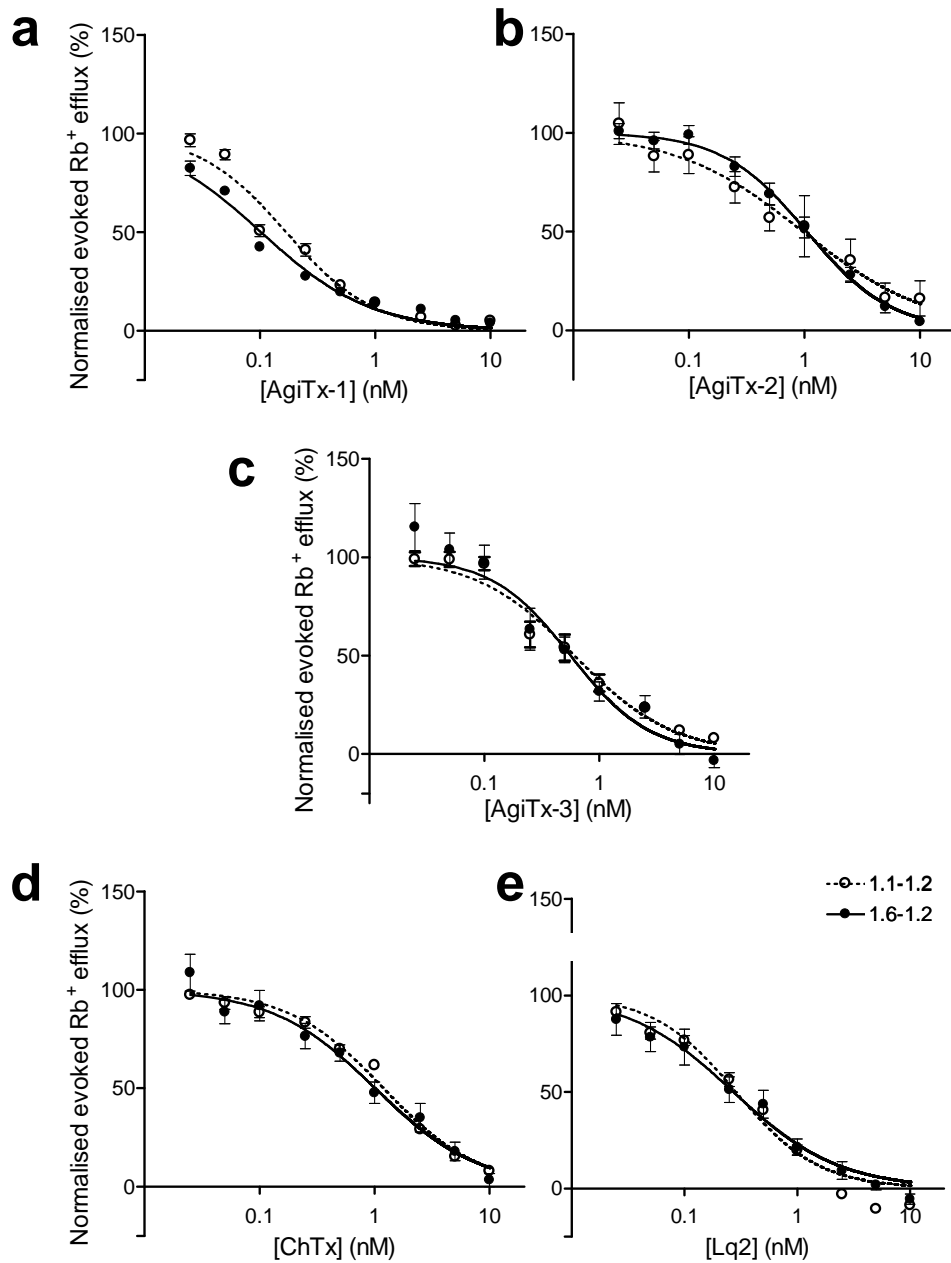 a
Normalised evoked Rb+ efflux (%)
150
100
50
0
0.1 1 10
[AgiTx-1] (nM)
b
150
100
50
0
0.1 1 10
[AgiTx-2] (nM)
c
Normalised evoked Rb+ efflux (%)
150
100
50
0
0.1 1 10
[AgiTx-3] (nM)
d
Normalised evoked Rb+ efflux (%)
150
100
50
0
0.1 1 10
[ChTx] (nM)
e
1.1-1.2
1.6-1.2
150
100
50
0
0.1 1 10
[Lq2] (nM)